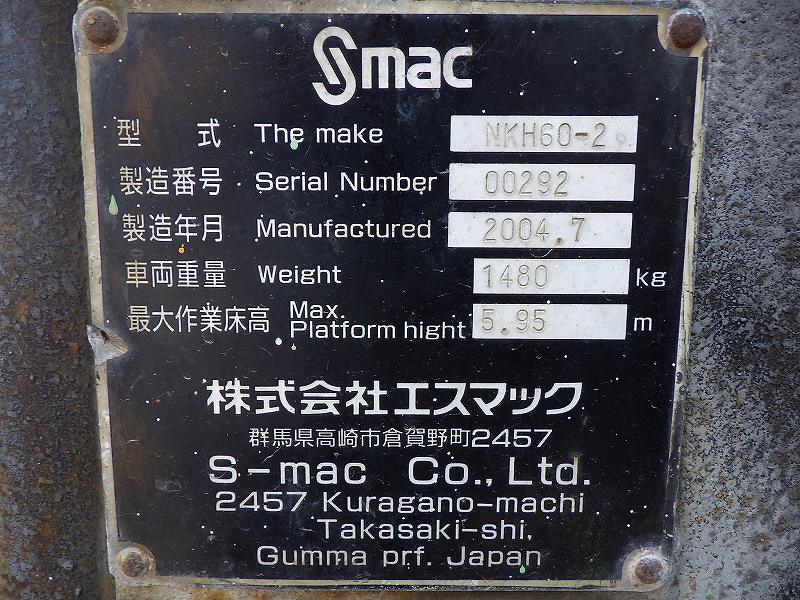 Smac
型 式 The make NKH60-2
製造番号 Serial Number 00292
製造年月 Manufactured 2004.7
車両重量 Weight 1480 kg
最大作業床高 Max. Platform hight 5.95 m
株式会社エスマック
群馬県高崎市倉賀野町2457
S-mac Co., Ltd.
2457 Kuragano-machi
Takasaki-shi,
Gumma prf. Japan